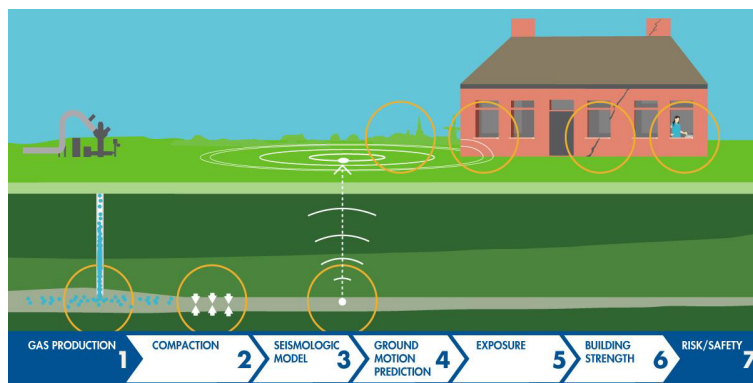 GAS PRODUCTION 1
COMPACTION 2
SEISMOLOGIC
MODEL 3
GROUND
MOTION
PREDICTION 4
EXPOSURE 5
BUILDING
STRENGTH 6
RISK/SAFETY 7